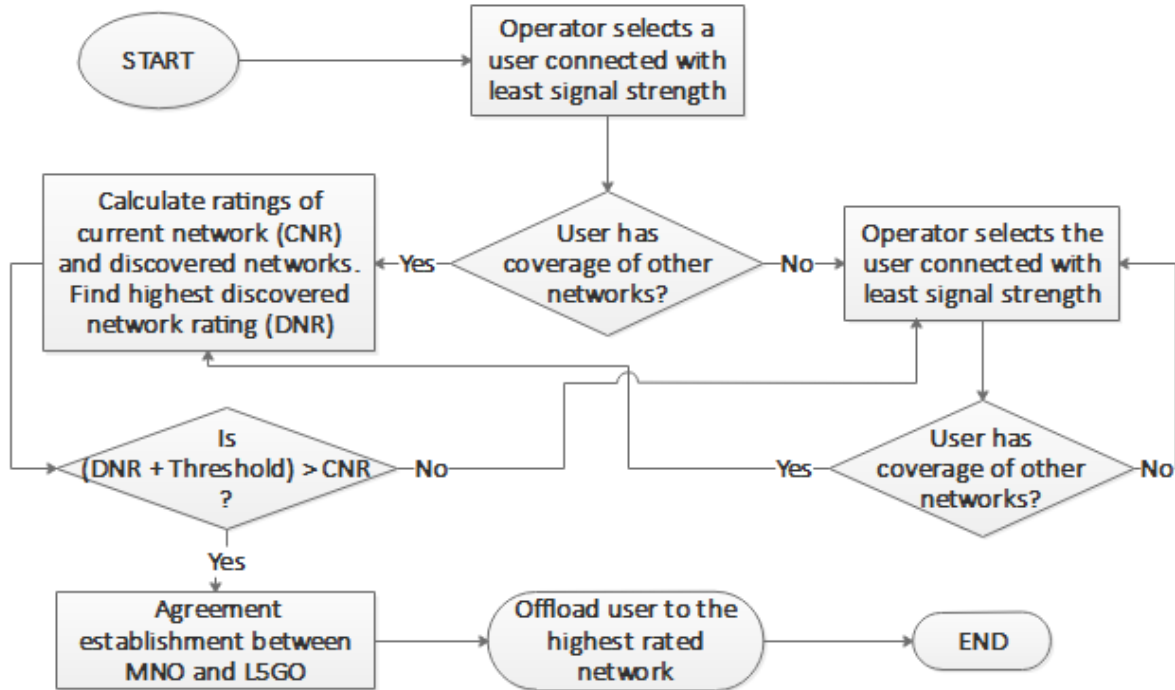 START
Operator selects a
user connected with
least signal strength
Calculate ratings of
current network (CNR)
and discovered networks.
Find highest discovered
network rating (DNR)
Yes
User has
coverage of other
networks?
No
Operator selects the
user connected with
least signal strength
Is
(DNR + Threshold) > CNR
?
No
Yes
User has
coverage of other
networks?
No
Yes
Agreement
establishment between
MNO and L5GO
Offload user to the
highest rated
network
END